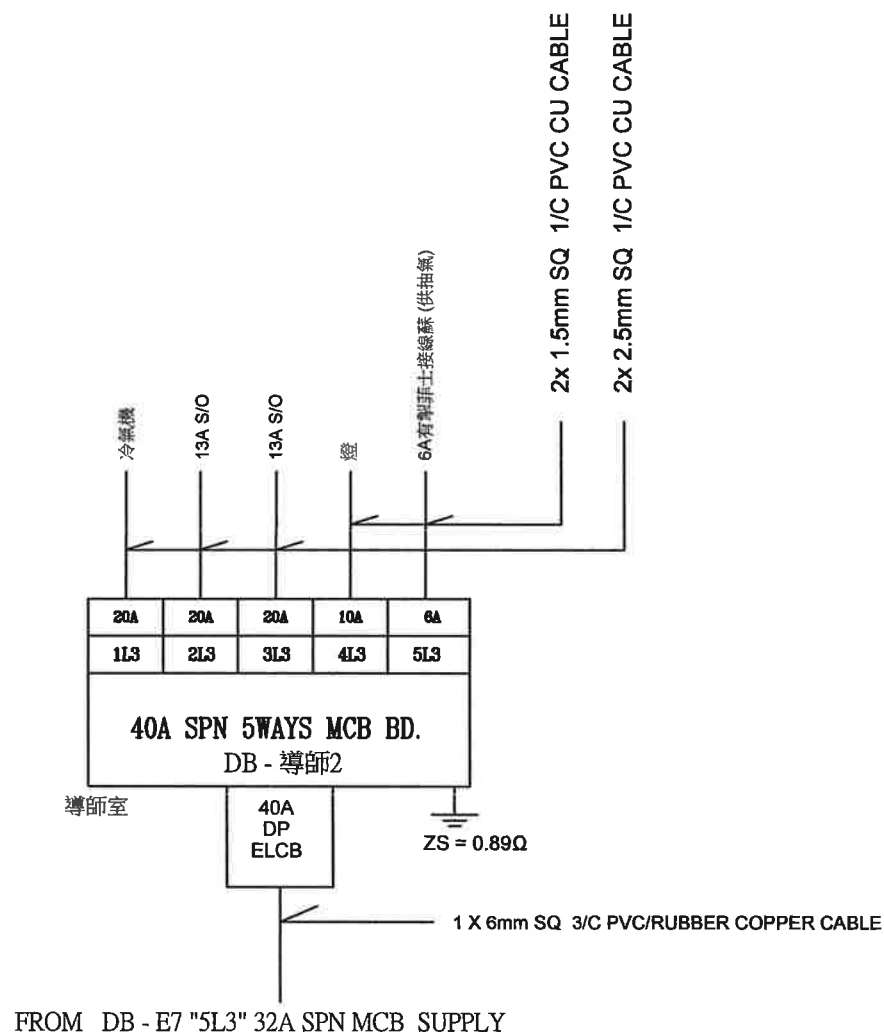 2x 1.5mm SQ 1/C PVC CU CABLE
2x 2.5mm SQ 1/C PVC CU CABLE
冷氣機
13A S/O
13A S/O
燈
6A有掣菲士接線蘇 (供抽氣)
20A 20A 20A 10A 6A
1L3 2L3 3L3 4L3 5L3
40A SPN 5WAYS MCB BD.
DB - 導師2
導師室
40A
DP
ELCB
ZS = 0.89Ω
1 X 6mm SQ 3/C PVC/RUBBER COPPER CABLE
FROM DB - E7 "5L3" 32A SPN MCB SUPPLY